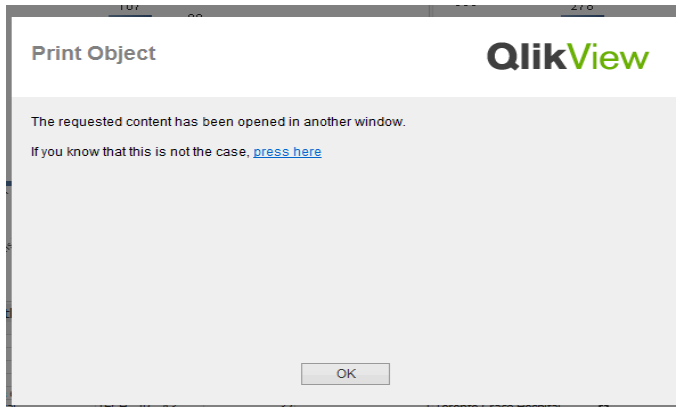 278
Print Object
QlikView
The requested content has been opened in another window.
If you know that this is not the case, press here
OK